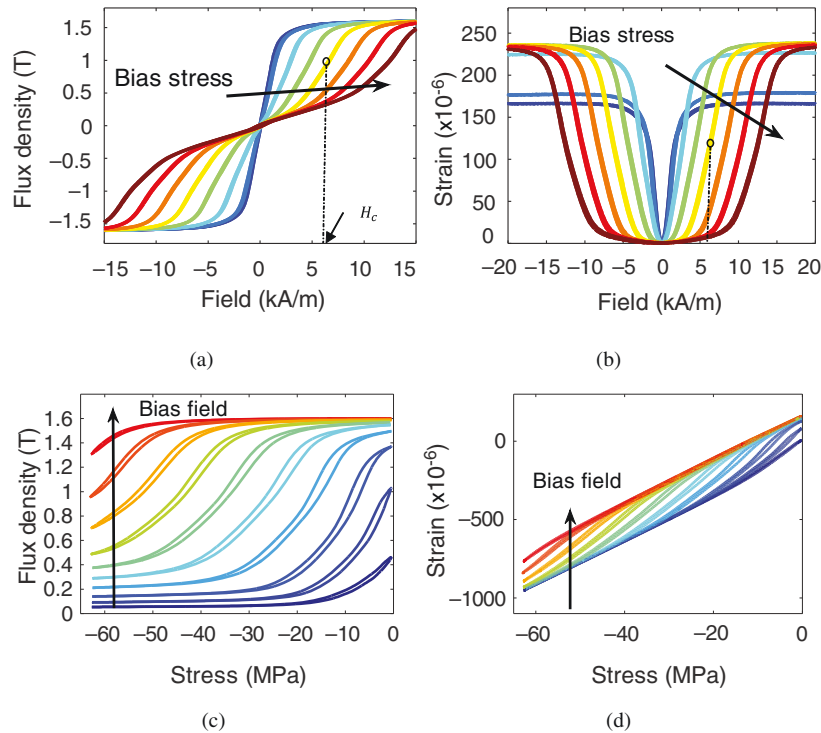 1.5
1
0.5
0
−0.5
−1
−1.5
Flux density (T)
Bias stress
H_c
−15 −10 −5 0 5 10 15
Field (kA/m)
(a)
250
200
150
100
50
0
Strain (x10^-6)
Bias stress
−20 −15 −10 −5 0 5 10 15 20
Field (kA/m)
(b)
1.6
1.4
1.2
1
0.8
0.6
0.4
0.2
0
Flux density (T)
Bias field
−60 −50 −40 −30 −20 −10 0
Stress (MPa)
(c)
0
−500
−1000
Strain (x10^-6)
Bias field
−60 −40 −20 0
Stress (MPa)
(d)